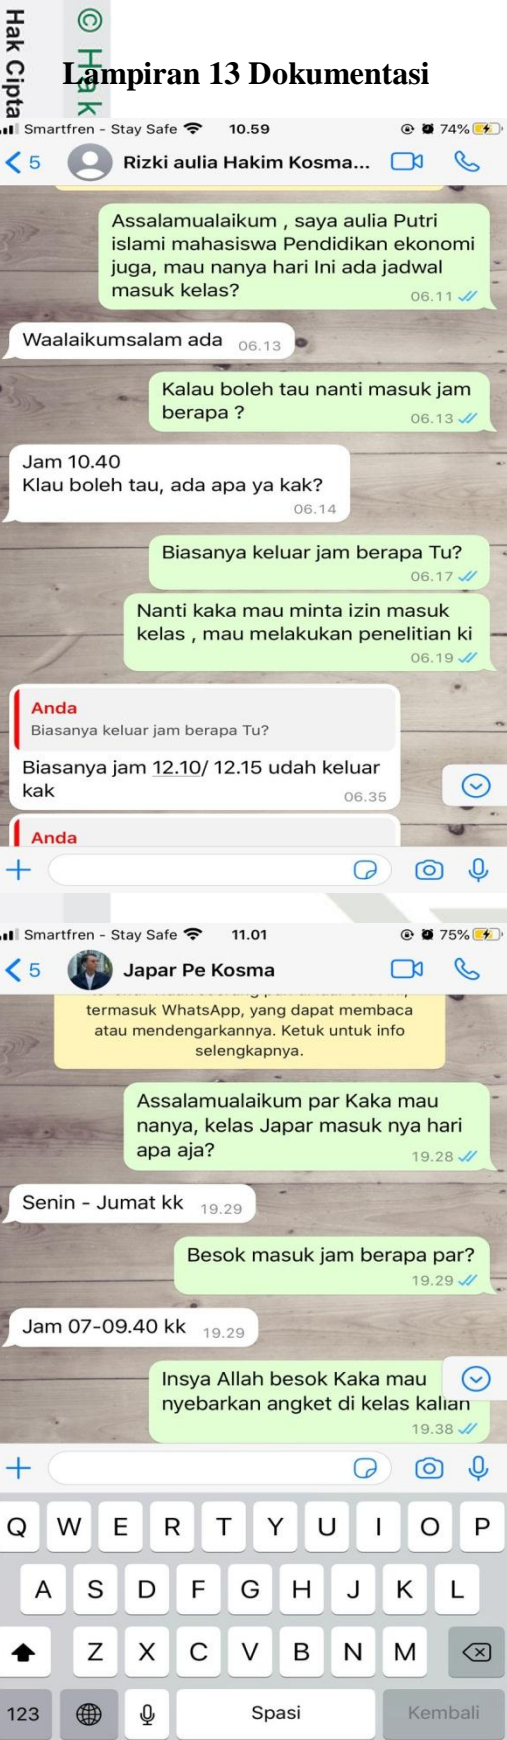 © Hak
Hak Cipta
Lampiran 13 Dokumentasi
Smartfren - Stay Safe 10.59 74%
5 Rizki aulia Hakim Kosma...
Assalamualaikum , saya aulia Putri
islami mahasiswa Pendidikan ekonomi
juga, mau nanya hari Ini ada jadwal
masuk kelas?
06.11
Waalaikumsalam ada 06.13
Kalau boleh tau nanti masuk jam
berapa ?
06.13
Jam 10.40
Klau boleh tau, ada apa ya kak?
06.14
Biasanya keluar jam berapa Tu?
06.17
Nanti kaka mau minta izin masuk
kelas , mau melakukan penelitian ki
06.19
Anda
Biasanya keluar jam berapa Tu?
Biasanya jam 12.10/ 12.15 udah keluar
kak
06.35
Anda
Smartfren - Stay Safe 11.01 75%
5 Japar Pe Kosma
termasuk WhatsApp, yang dapat membaca
atau mendengarkannya. Ketuk untuk info
selengkapnya.
Assalamualaikum par Kaka mau
nanya, kelas Japar masuk nya hari
apa aja?
19.28
Senin - Jumat kk 19.29
Besok masuk jam berapa par?
19.29
Jam 07-09.40 kk 19.29
Insya Allah besok Kaka mau
nyebarkan angket di kelas kalian
19.38
Q W E R T Y U I O P
A S D F G H J K L
Z X C V B N M
123 Spasi Kembali